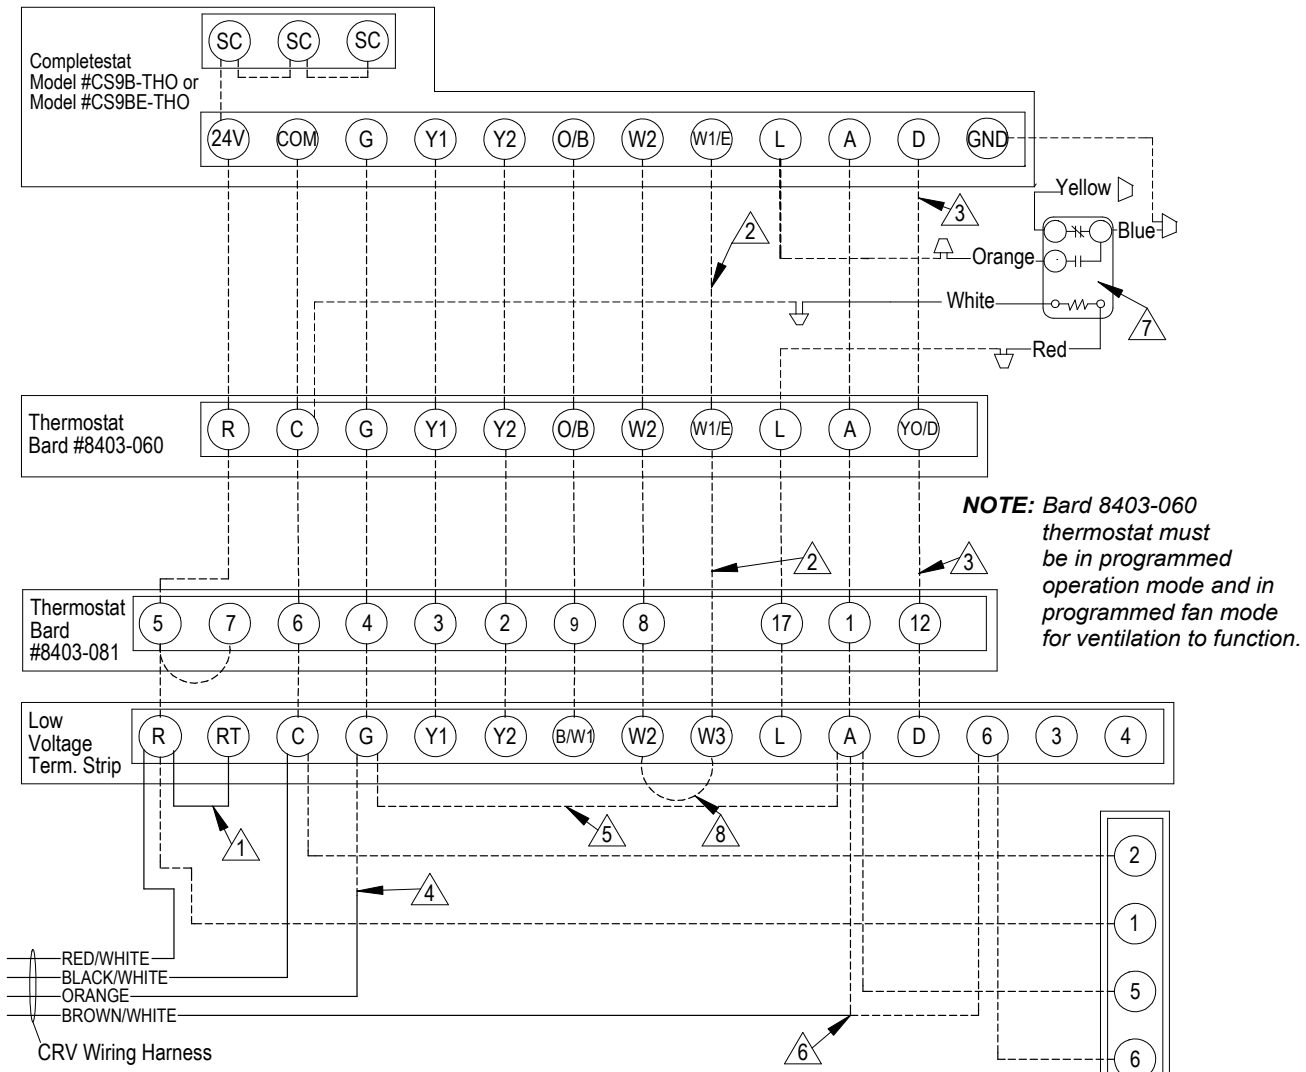 SC SC SC
Completestat
Model #CS9B-THO or
Model #CS9BE-THO
24V COM G Y1 Y2 O/B W2 W1/E L A D GND
Yellow
3
2
Blue
Orange
White
7
Red
Thermostat
Bard #8403-060
R C G Y1 Y2 O/B W2 W1/E L A YO/D
NOTE: Bard 8403-060
thermostat must
be in programmed
operation mode and in
programmed fan mode
for ventilation to function.
2 3
Thermostat
Bard
#8403-081
5 7 6 4 3 2 9 8 17 1 12
Low
Voltage
Term. Strip
R RT C G Y1 Y2 B/W1 W2 W3 L A D 6 3 4
1 5 8
2
4
1
RED/WHITE
BLACK/WHITE
ORANGE
BROWN/WHITE
5
6
6
CRV Wiring Harness